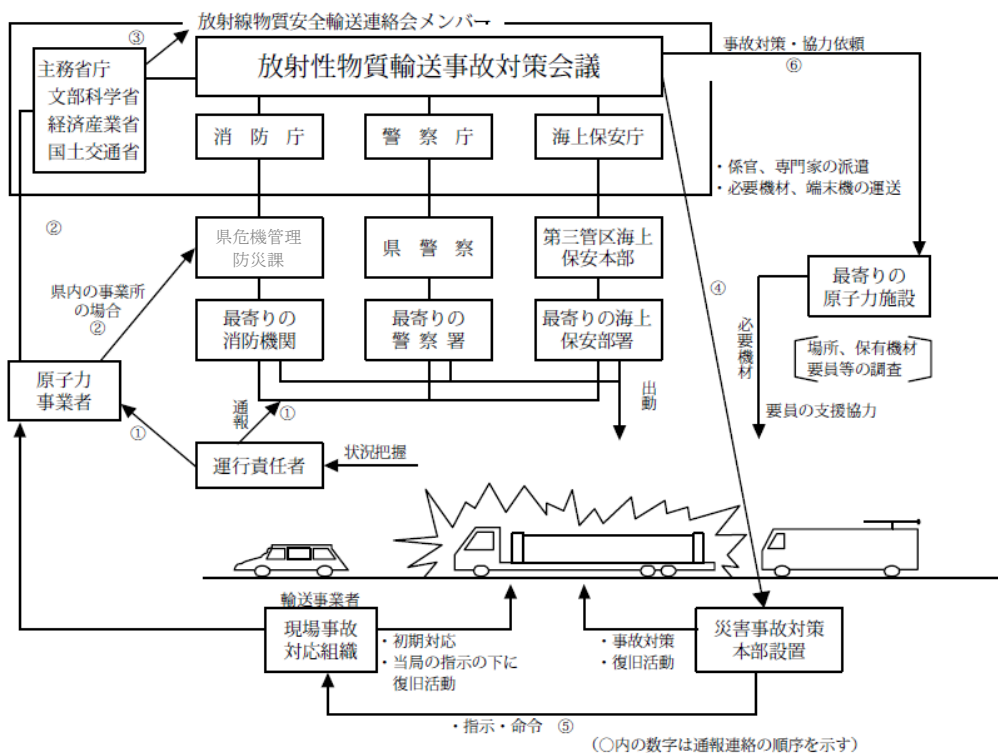 放射線物質安全輸送連絡会メンバー
③
事故対策・協力依頼
⑥
主務省庁
文部科学省
経済産業省
国土交通省
放射性物質輸送事故対策会議
消 防 庁
警 察 庁
海上保安庁
・係官、専門家の派遣
・必要機材、端末機の運送
②
県危機管理
防災課
県 警 察
第三管区海上
保安本部
④
最寄りの
原子力施設
県内の事業所
の場合
②
最寄りの
消防機関
最寄りの
警 察 署
最寄りの海上
保安部署
必要機材
場所、保有機材
要員等の調査
原子力
事業者
通報
①
出動
要員の支援協力
①
運行責任者
状況把握
輸送事業者
現場事故
対応組織
・初期対応
・当局の指示の下に
復旧活動
・事故対策
・復旧活動
災害事故対策
本部設置
・指示・命令 ⑤
(○内の数字は通報連絡の順序を示す)